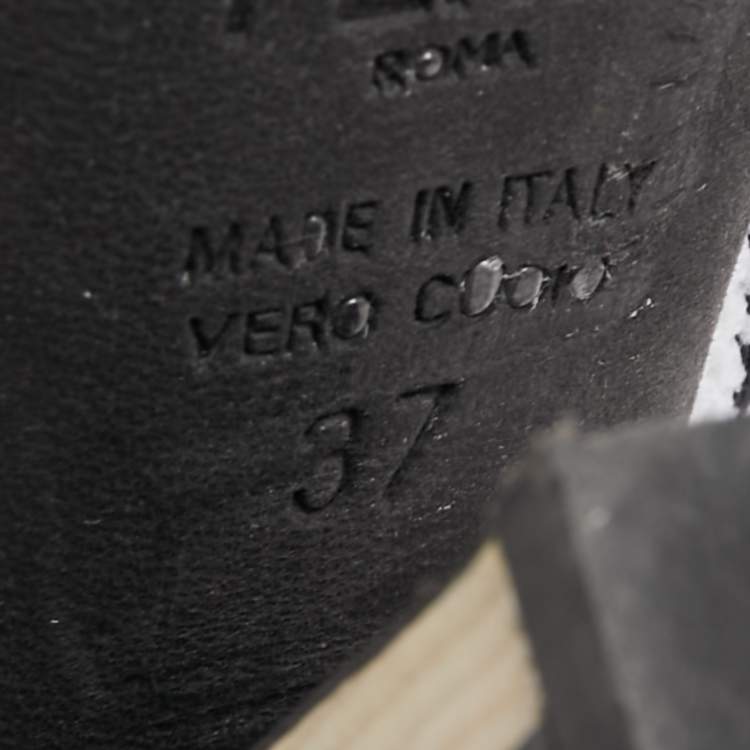 ROMA
MADE IN ITALY
VERO CUOIO
37